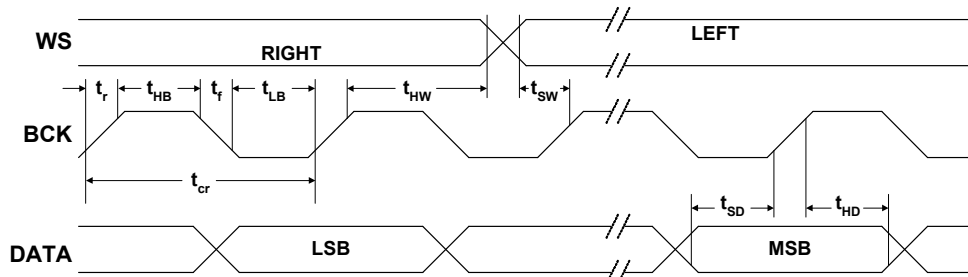 WS
RIGHT
LEFT
t_r t_HB t_f t_LB t_HW t_SW
BCK
t_cr
t_SD t_HD
DATA
LSB
MSB